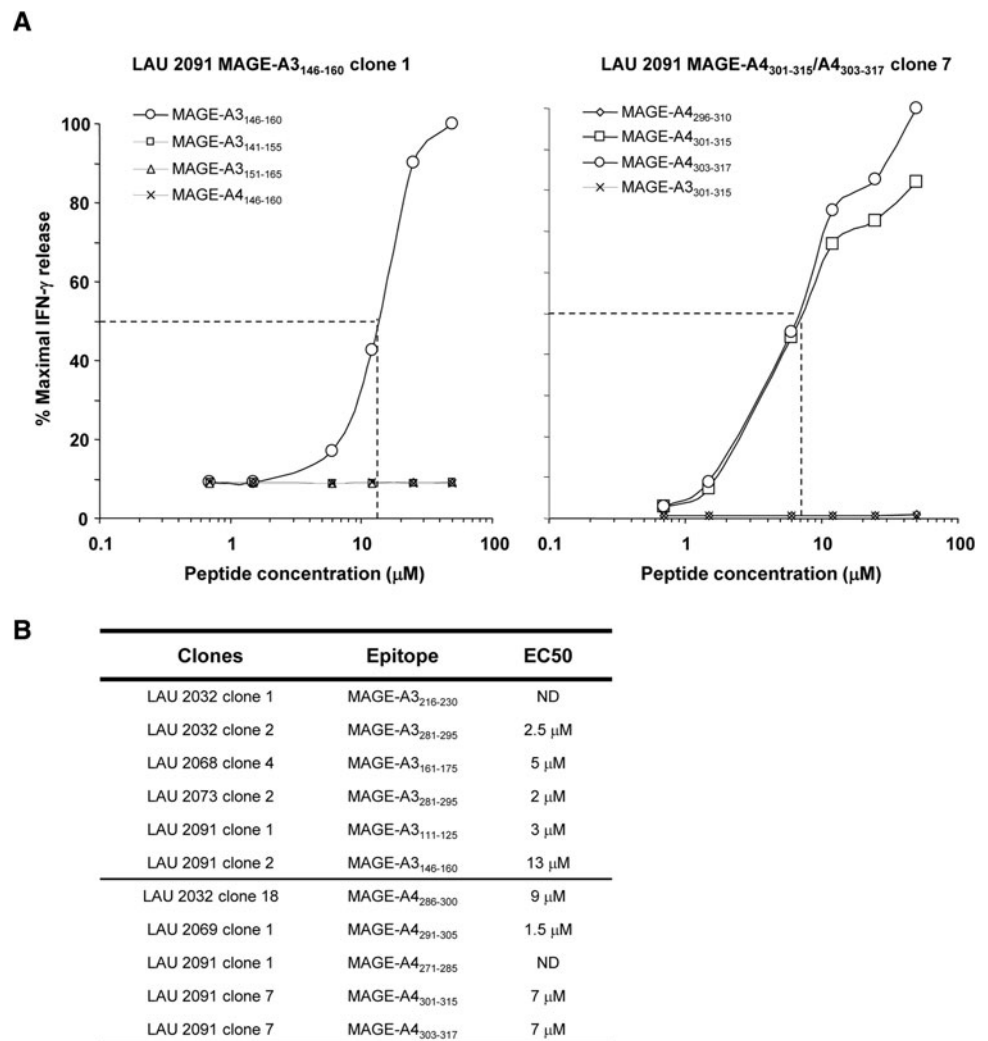 A
LAU 2091 MAGE-A3146-160 clone 1
MAGE-A3146-160
MAGE-A3141-155
MAGE-A3151-165
MAGE-A4146-160
% Maximal IFN-γ release
100
80
60
40
20
0
0.1 1 10 100
Peptide concentration (μM)
LAU 2091 MAGE-A4301-315/A4303-317 clone 7
MAGE-A4296-310
MAGE-A4301-315
MAGE-A4303-317
MAGE-A3301-315
0.1 1 10 100
Peptide concentration (μM)
B
Clones Epitope EC50
LAU 2032 clone 1 MAGE-A3216-230 ND
LAU 2032 clone 2 MAGE-A3281-295 2.5 μM
LAU 2068 clone 4 MAGE-A3161-175 5 μM
LAU 2073 clone 2 MAGE-A3281-295 2 μM
LAU 2091 clone 1 MAGE-A3111-125 3 μM
LAU 2091 clone 2 MAGE-A3146-160 13 μM
LAU 2032 clone 18 MAGE-A4286-300 9 μM
LAU 2069 clone 1 MAGE-A4291-305 1.5 μM
LAU 2091 clone 1 MAGE-A4271-285 ND
LAU 2091 clone 7 MAGE-A4301-315 7 μM
LAU 2091 clone 7 MAGE-A4303-317 7 μM